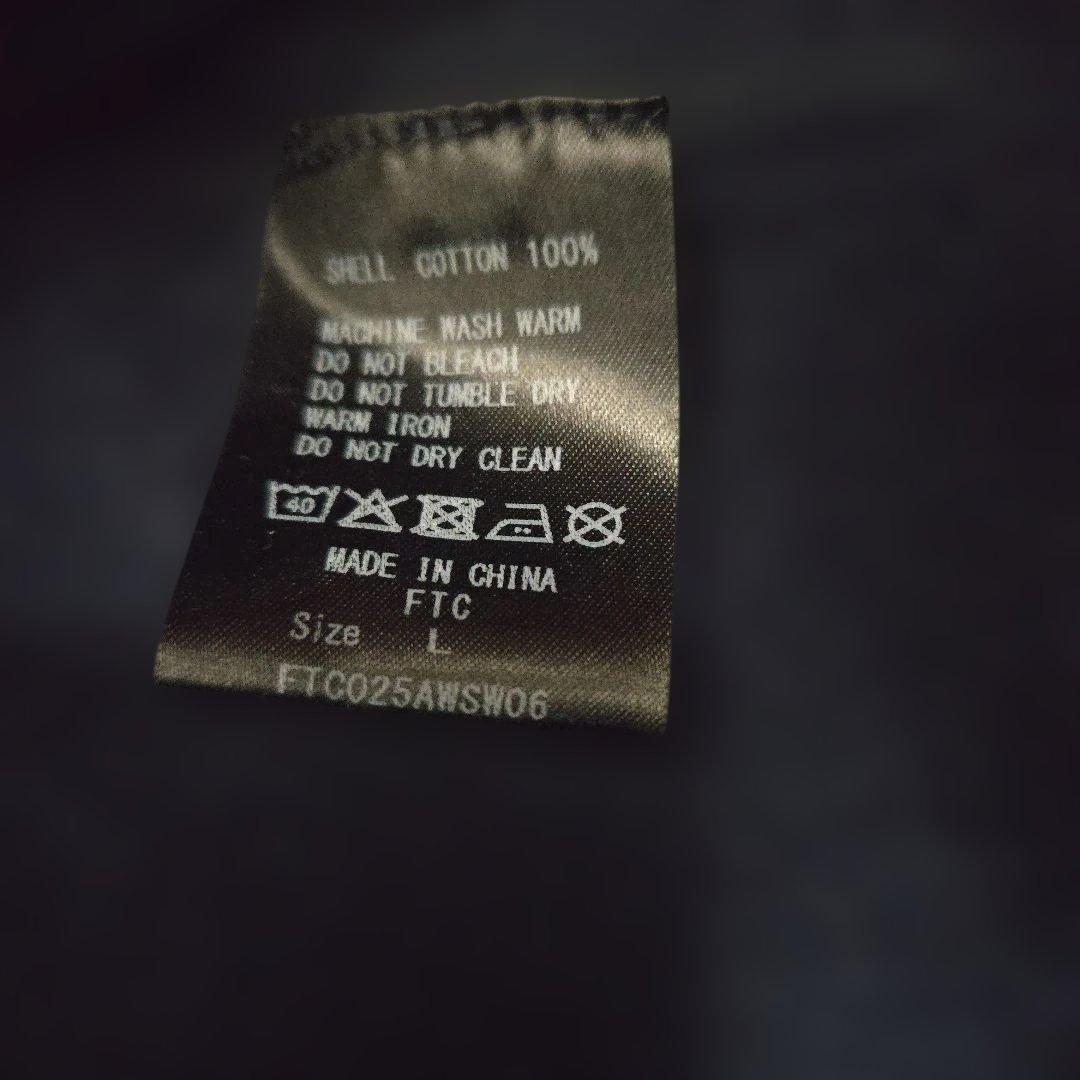 SHELL COTTON 100%
MACHINE WASH WARM
DO NOT BLEACH
DO NOT TUMBLE DRY
WARM IRON
DO NOT DRY CLEAN
40
MADE IN CHINA
FTC
Size L
FTC025AWSW06